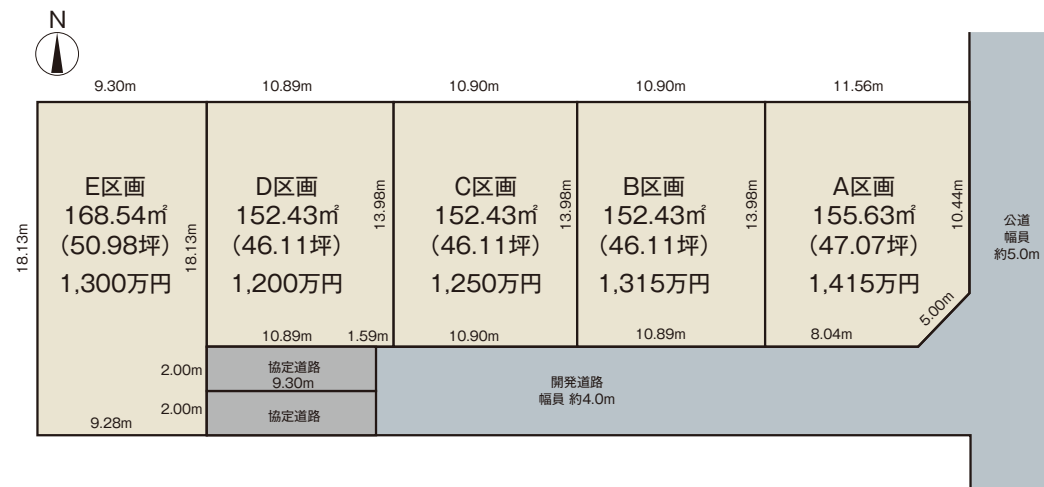 N
9.30m
10.89m
10.90m
10.90m
11.56m
E区画
168.54㎡
（50.98坪）
1,300万円
18.13m
18.13m
D区画
152.43㎡
（46.11坪）
1,200万円
13.98m
C区画
152.43㎡
（46.11坪）
1,250万円
13.98m
B区画
152.43㎡
（46.11坪）
1,315万円
13.98m
A区画
155.63㎡
（47.07坪）
1,415万円
10.44m
公道
幅員
約5.0m
5.00m
10.89m
1.59m
10.90m
10.89m
8.04m
2.00m
協定道路
9.30m
開発道路
幅員 約4.0m
2.00m
協定道路
9.28m